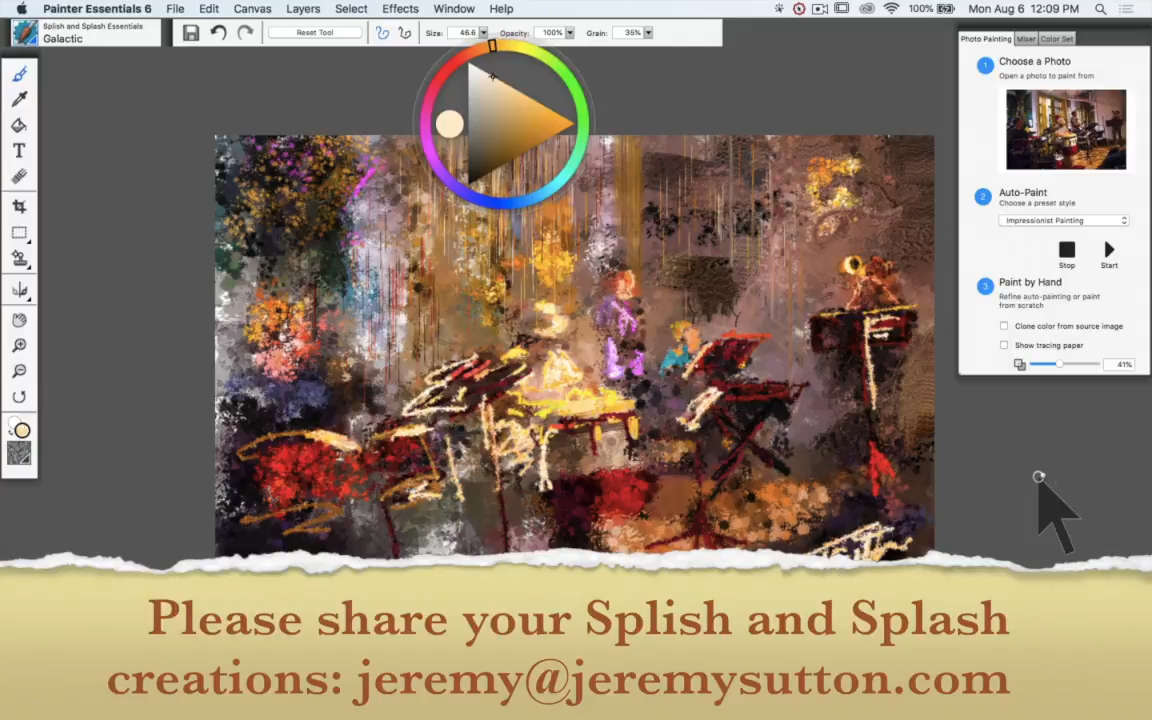 Painter Essentials 6 File Edit Canvas Layers Select Effects Window Help 100% Mon Aug 6 12:09 PM
Splish and Splash Essentials
Galactic
Reset Tool Size: 46.6 Opacity: 100% Grain: 35%
Photo Painting Mixer Color Set
1 Choose a Photo
Open a photo to paint from
2 Auto-Paint
Choose a preset style
Impressionist Painting
Stop Start
3 Paint by Hand
Refine auto-painting or paint
from scratch
Clone color from source image
Show tracing paper
41%
T
Please share your Splish and Splash
creations: jeremy@jeremysutton.com